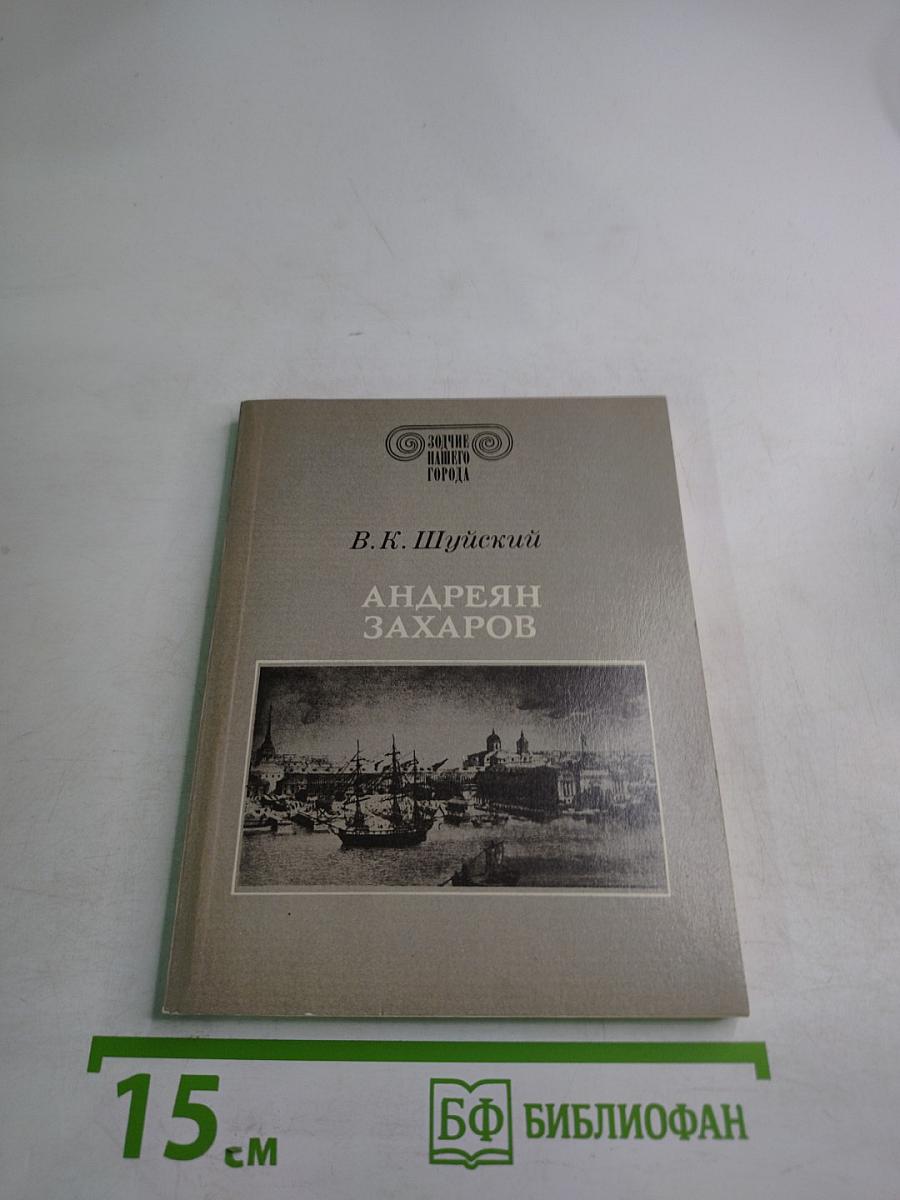 ЗОДЧИЕ
НАШЕГО
ГОРОДА
В. К. Шуйский
АНДРЕЯН
ЗАХАРОВ
15 см
БФ БИБЛИОФАН